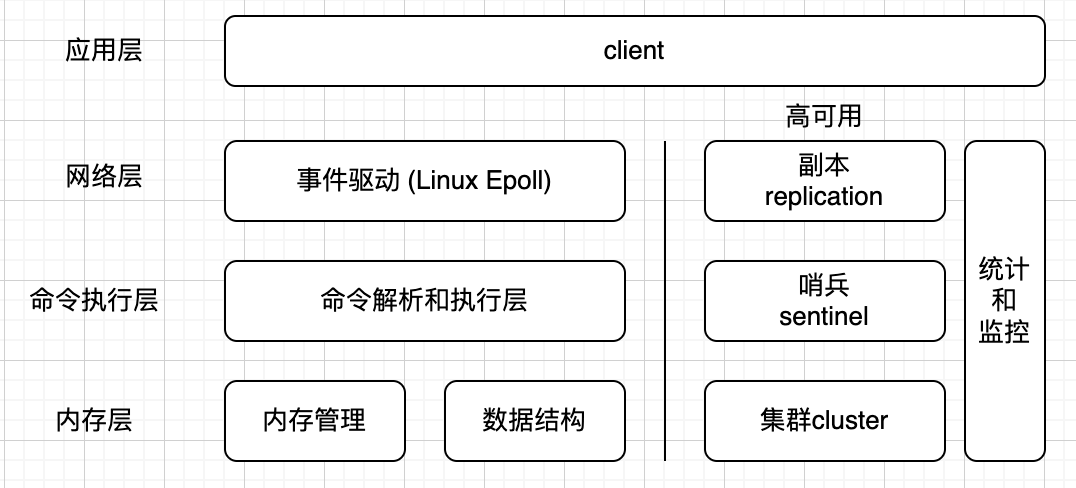 应用层
client
高可用
网络层
事件驱动 (Linux Epoll)
副本
replication
命令执行层
命令解析和执行层
哨兵
sentinel
统计
和
监控
内存层
内存管理
数据结构
集群cluster